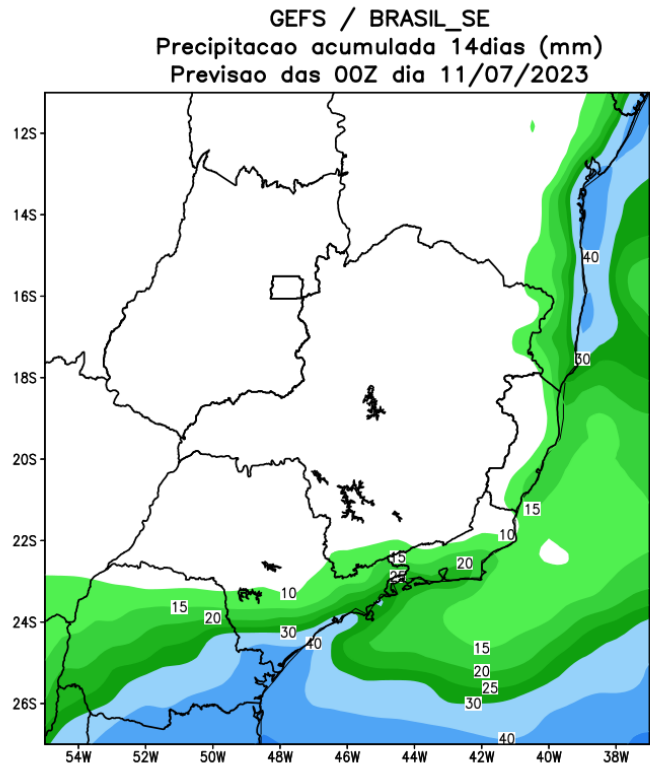 GEFS / BRASIL_SE
Precipitacao acumulada 14dias (mm)
Previsao das 00Z dia 11/07/2023
12S
14S
40
16S
30
18S
20S
15
10
22S
15
20
25
10
15
20
24S
30
40
15
20
25
26S
30
40
54W 52W 50W 48W 46W 44W 42W 40W 38W